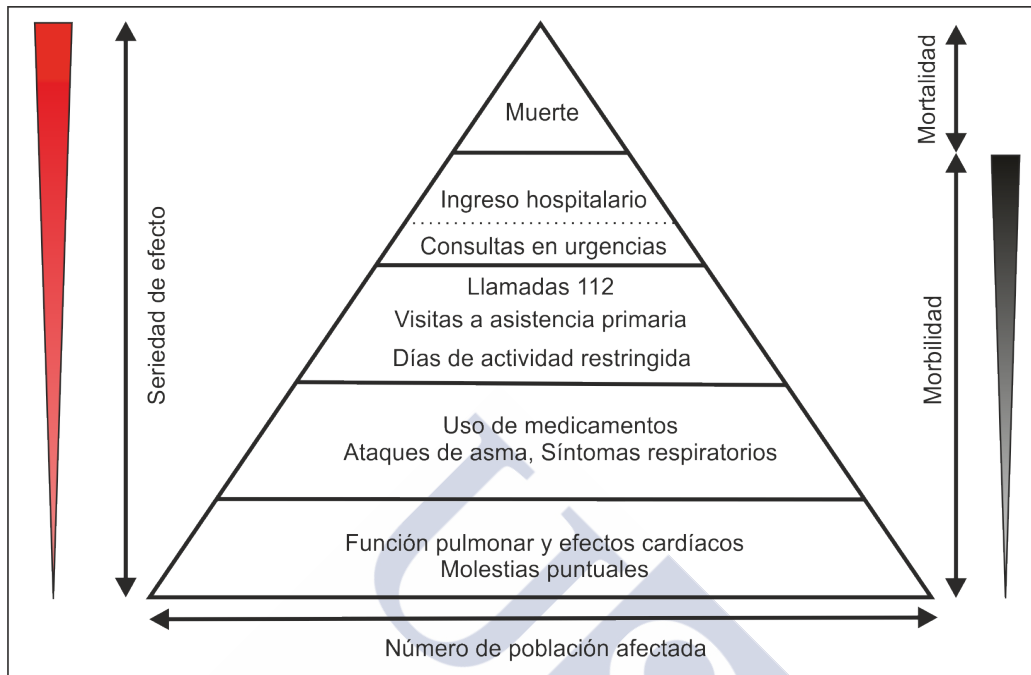 Seriedad de efecto
Muerte
Ingreso hospitalario
Consultas en urgencias
Llamadas 112
Visitas a asistencia primaria
Días de actividad restringida
Uso de medicamentos
Ataques de asma, Síntomas respiratorios
Función pulmonar y efectos cardíacos
Molestias puntuales
Número de población afectada
Mortalidad
Morbilidad